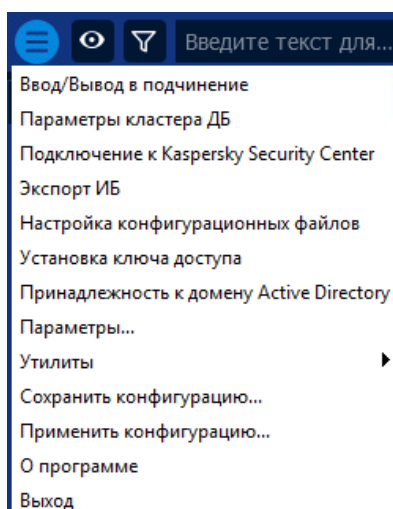 Введите текст для...
Ввод/Вывод в подчинение
Параметры кластера ДБ
Подключение к Kaspersky Security Center
Экспорт ИБ
Настройка конфигурационных файлов
Установка ключа доступа
Принадлежность к домену Active Directory
Параметры...
Утилиты
Сохранить конфигурацию...
Применить конфигурацию...
О программе
Выход